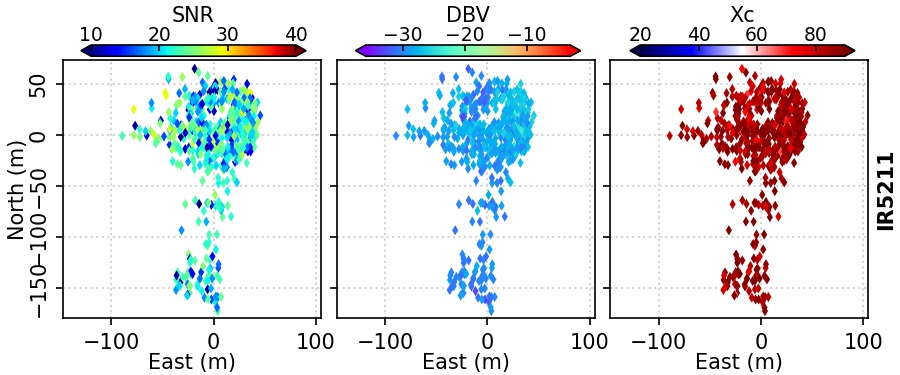 SNR DBV Xc
10 20 30 40 −30 −20 −10 20 40 60 80
North (m)
50
0
−50
−100
−150
−100 0 100 −100 0 100 −100 0 100
East (m) East (m) East (m)
IR5211